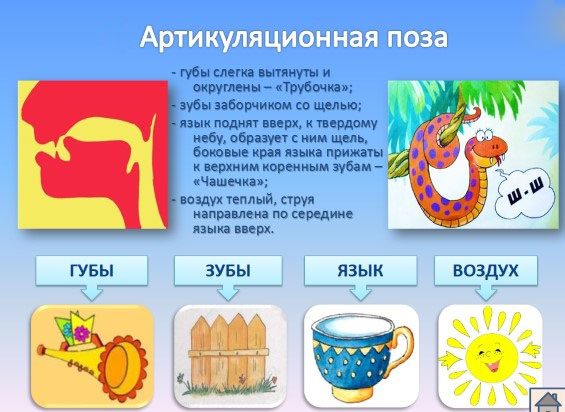 Артикуляционная поза
- губы слегка вытянуты и
округлены – «Трубочка»;
- зубы заборчиком со щелью;
- язык поднят вверх, к твердому
небу, образует с ним щель,
боковые края языка прижаты
к верхним коренным зубам –
«Чашечка»;
- воздух теплый, струя
направлена по середине
языка вверх.
Ш - Ш
ГУБЫ
ЗУБЫ
ЯЗЫК
ВОЗДУХ